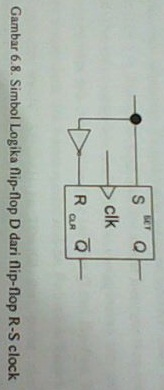 S SET Q
clk
R CLR Q̅
Gambar 6.8. Simbol Logika flip-flop D dari flip-flop R-S clock